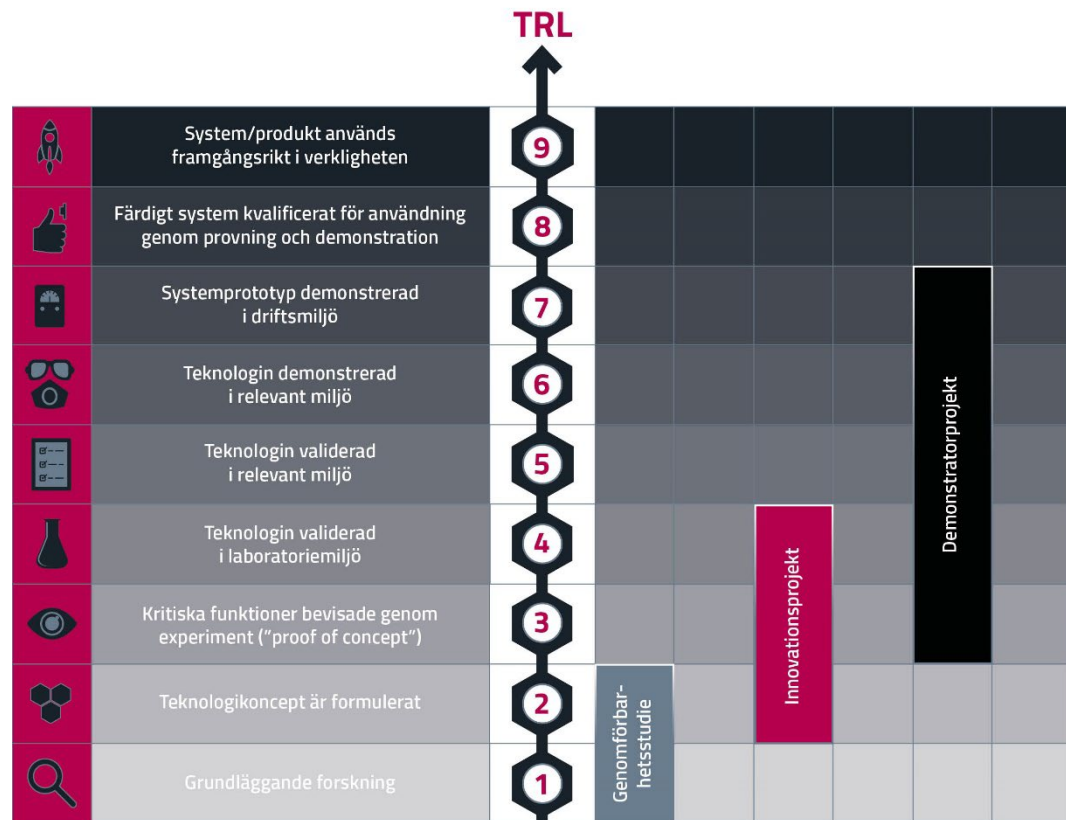 TRL
System/produkt används
framgångsrikt i verkligheten
9
Färdigt system kvalificerat för användning
genom provning och demonstration
8
Systemprototyp demonstrerad
i driftsmiljö
7
Teknologin demonstrerad
i relevant miljö
6
Teknologin validerad
i relevant miljö
5
Teknologin validerad
i laboratoriemiljö
4
Kritiska funktioner bevisade genom
experiment (”proof of concept”)
3
Teknologikoncept är formulerat
2
Grundläggande forskning
1
Genomförbar-
hetsstudie
Innovationsprojekt
Demonstratorprojekt